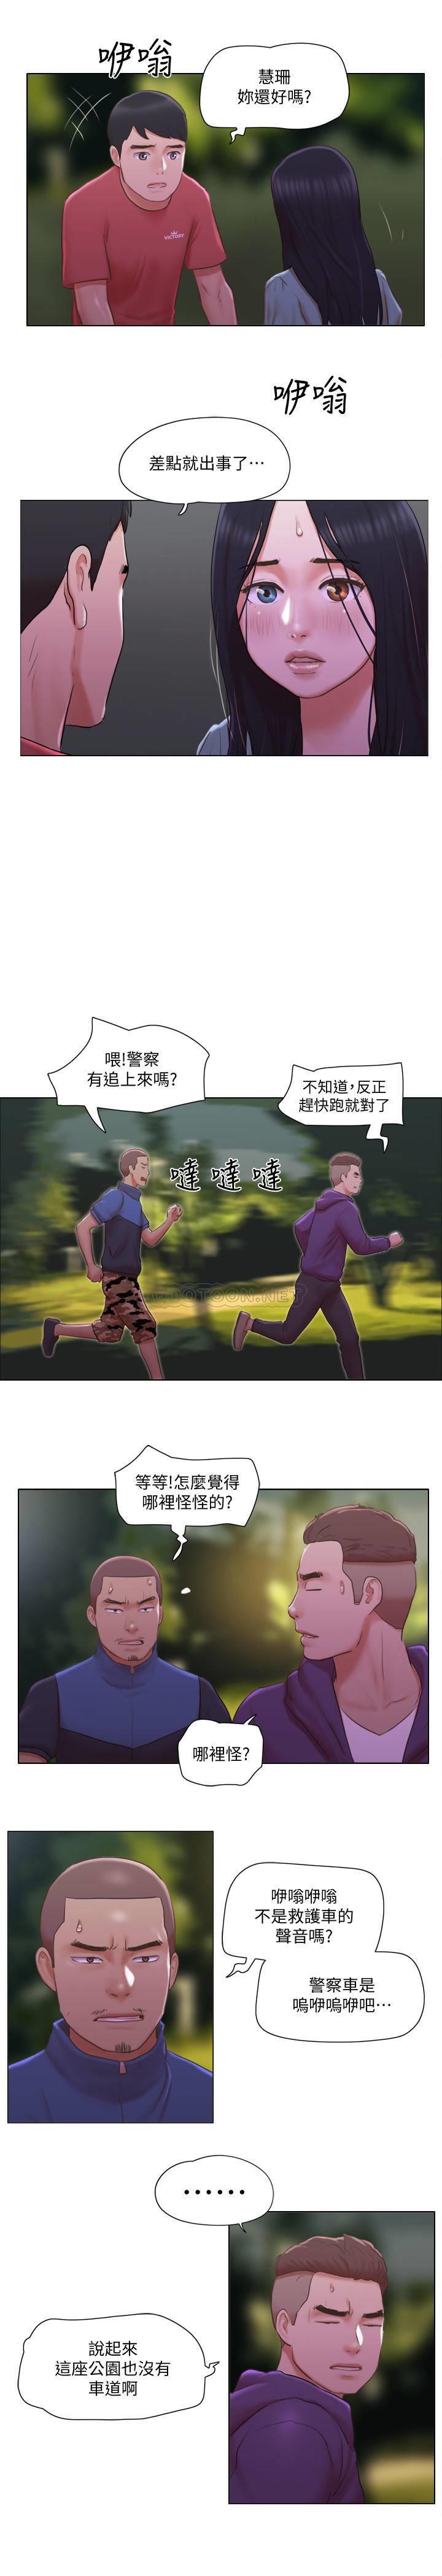 咿嗡
慧珊
妳還好嗎?
VICTORY
咿嗡
差點就出事了…
喂!警察
有追上來嗎?
不知道,反正
趕快跑就對了
噠 噠 噠
等等!怎麼覺得
哪裡怪怪的?
哪裡怪?
咿嗡咿嗡
不是救護車的
聲音嗎?
警察車是
嗚咿嗚咿吧…
••••••
說起來
這座公園也沒有
車道啊